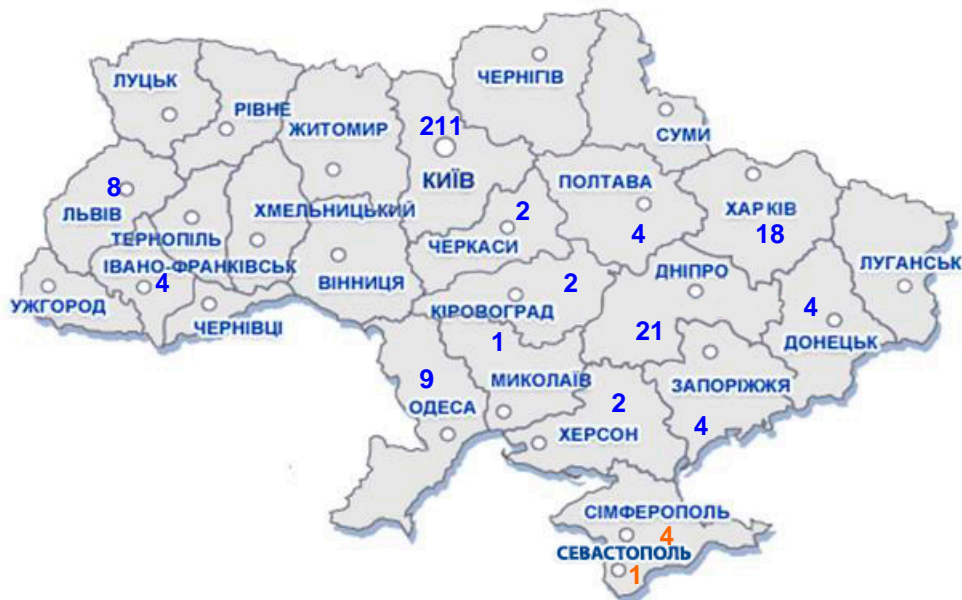 ЧЕРНІГІВ
ЛУЦЬК
РІВНЕ
ЖИТОМИР
211
СУМИ
КИЇВ
ПОЛТАВА
8
ЛЬВІВ
ХМЕЛЬНИЦЬКИЙ
2
ХАРКІВ
ТЕРНОПІЛЬ
ЧЕРКАСИ
4
18
ІВАНО-ФРАНКІВСЬК
4
ВІННИЦЯ
2
ДНІПРО
ЛУГАНСЬК
УЖГОРОД
ЧЕРНІВЦІ
КІРОВОГРАД
21
4
ДОНЕЦЬК
1
9
МИКОЛАЇВ
ЗАПОРІЖЖЯ
ОДЕСА
2
4
ХЕРСОН
СІМФЕРОПОЛЬ
4
СЕВАСТОПОЛЬ
1